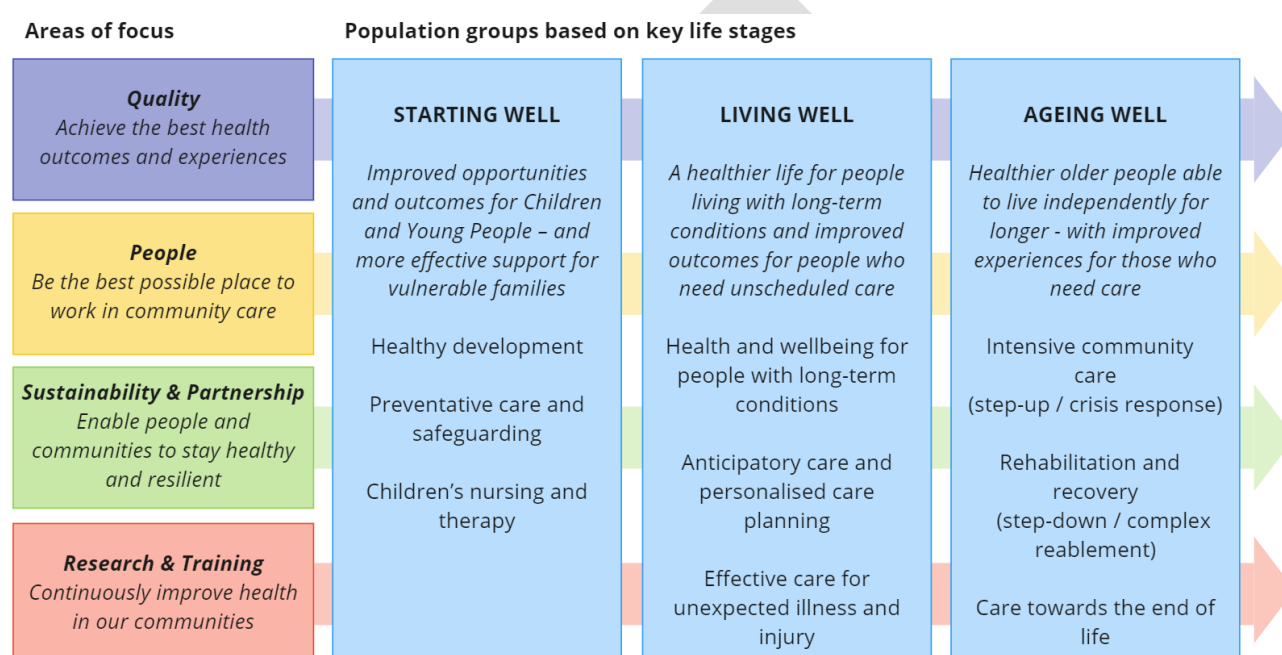 Areas of focus
Population groups based on key life stages
Quality
Achieve the best health
outcomes and experiences
People
Be the best possible place to
work in community care
Sustainability & Partnership
Enable people and
communities to stay healthy
and resilient
Research & Training
Continuously improve health
in our communities
STARTING WELL
Improved opportunities
and outcomes for Children
and Young People – and
more effective support for
vulnerable families
Healthy development
Preventative care and
safeguarding
Children’s nursing and
therapy
LIVING WELL
A healthier life for people
living with long-term
conditions and improved
outcomes for people who
need unscheduled care
Health and wellbeing for
people with long-term
conditions
Anticipatory care and
personalised care
planning
Effective care for
unexpected illness and
injury
AGEING WELL
Healthier older people able
to live independently for
longer - with improved
experiences for those who
need care
Intensive community
care
(step-up / crisis response)
Rehabilitation and
recovery
(step-down / complex
reablement)
Care towards the end of
life